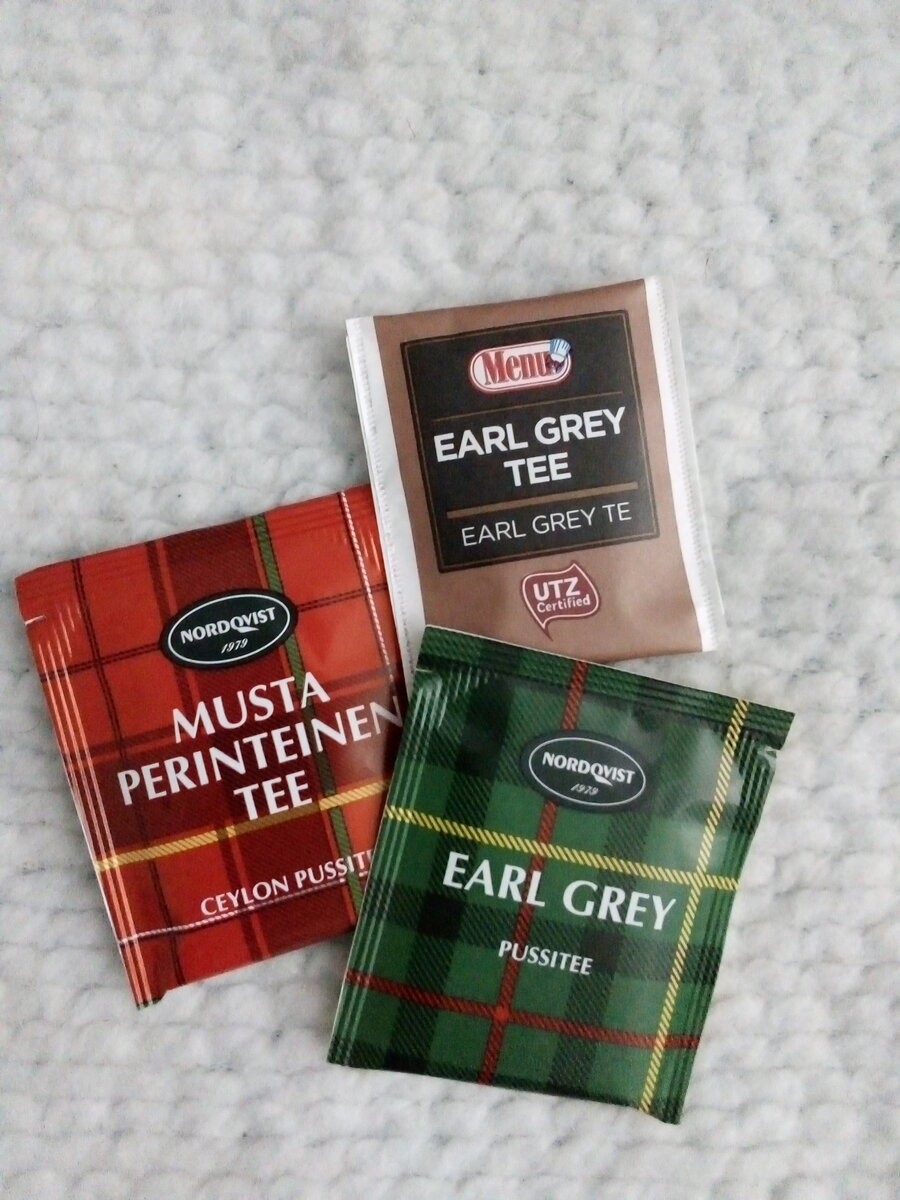 Menu
EARL GREY
TEE
EARL GREY TE
UTZ
Certified
NORDQVIST
1979
MUSTA
PERINTEINEN
TEE
CEYLON
NORDQVIST
1979
EARL GREY
PUSSITEE